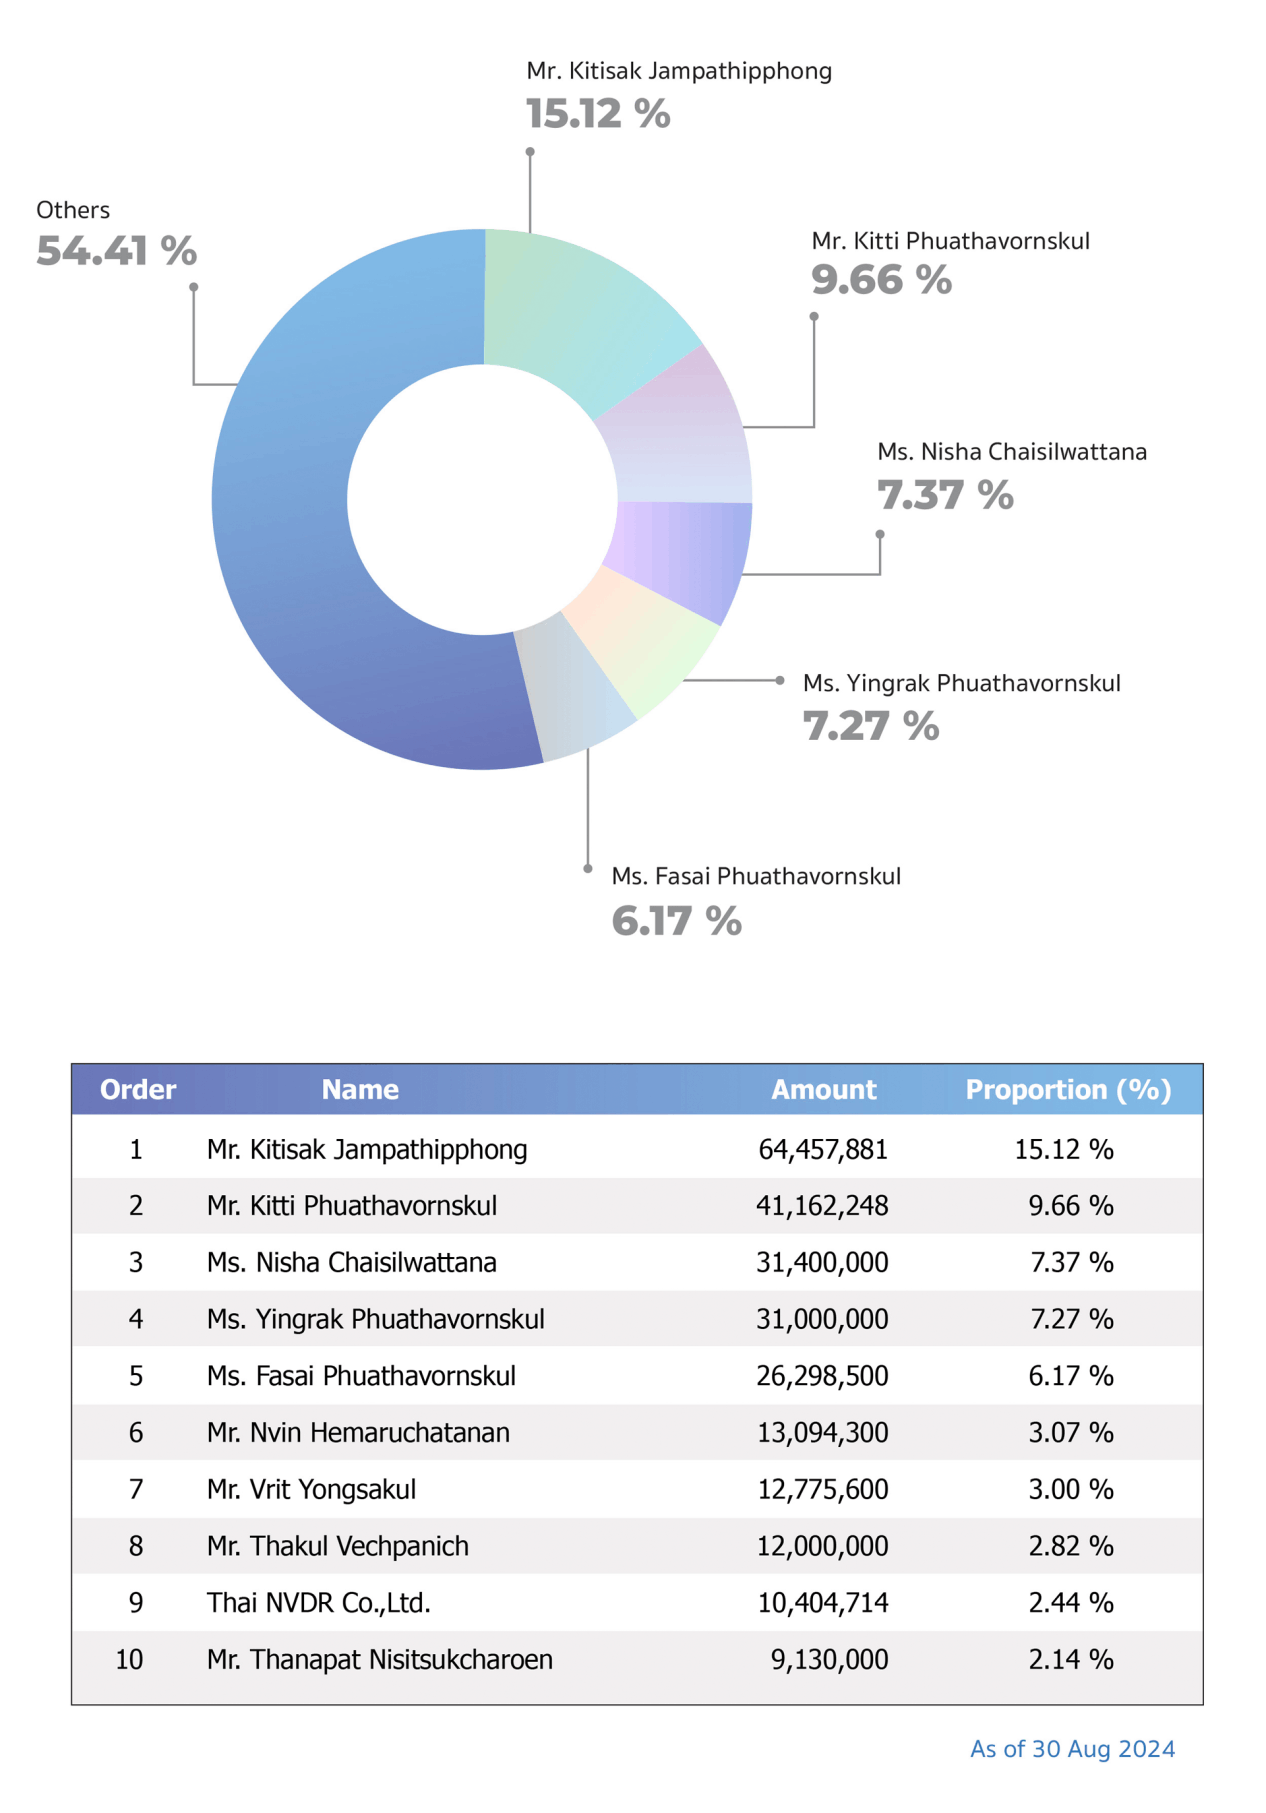 Mr. Kitisak Jampathipphong
15.12 %
Others
54.41 %
Mr. Kitti Phuathavornskul
9.66 %
Ms. Nisha Chaisilwattana
7.37 %
Ms. Yingrak Phuathavornskul
7.27 %
Ms. Fasai Phuathavornskul
6.17 %
Order Name Amount Proportion (%)
1 Mr. Kitisak Jampathipphong 64,457,881 15.12 %
2 Mr. Kitti Phuathavornskul 41,162,248 9.66 %
3 Ms. Nisha Chaisilwattana 31,400,000 7.37 %
4 Ms. Yingrak Phuathavornskul 31,000,000 7.27 %
5 Ms. Fasai Phuathavornskul 26,298,500 6.17 %
6 Mr. Nvin Hemaruchatanan 13,094,300 3.07 %
7 Mr. Vrit Yongsakul 12,775,600 3.00 %
8 Mr. Thakul Vechpanich 12,000,000 2.82 %
9 Thai NVDR Co.,Ltd. 10,404,714 2.44 %
10 Mr. Thanapat Nisitsukcharoen 9,130,000 2.14 %
As of 30 Aug 2024